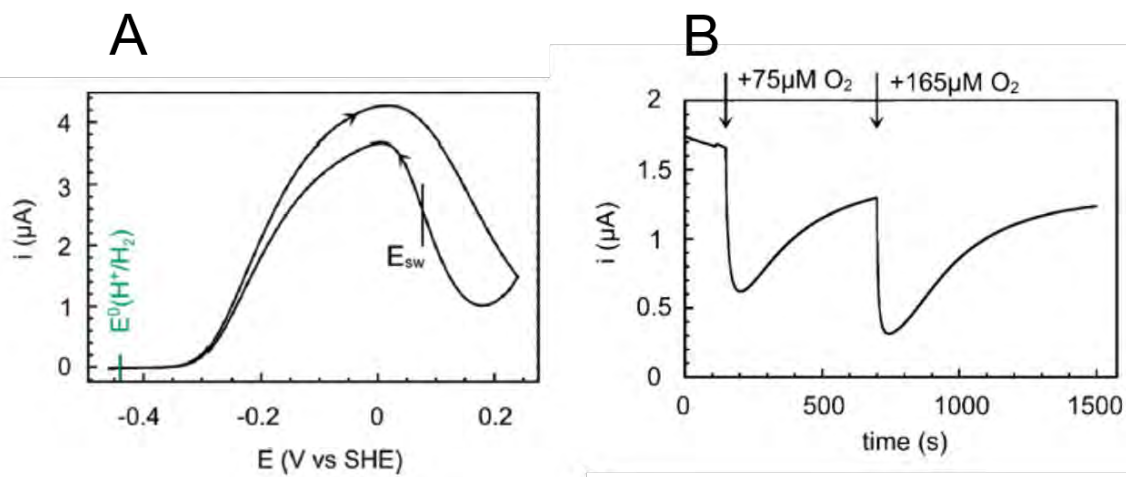 A
i (μA)
4
3
2
1
0
E⁰(H⁺/H₂)
Esw
-0.4
-0.2
0
0.2
E (V vs SHE)
B
+75μM O₂
+165μM O₂
i (μA)
2
1.5
1
0.5
0
0
500
1000
1500
time (s)